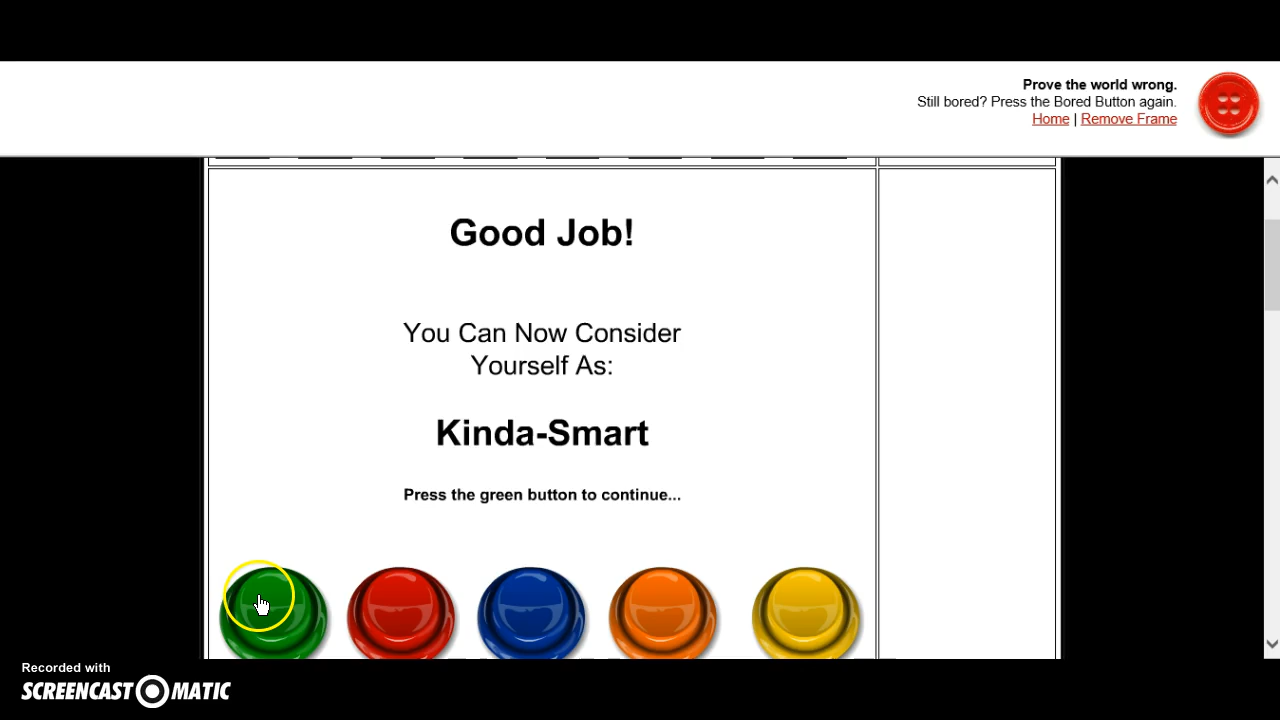 Prove the world wrong.
Still bored? Press the Bored Button again.
Home | Remove Frame
Good Job!
You Can Now Consider
Yourself As:
Kinda-Smart
Press the green button to continue...
Recorded with
SCREENCAST MATIC